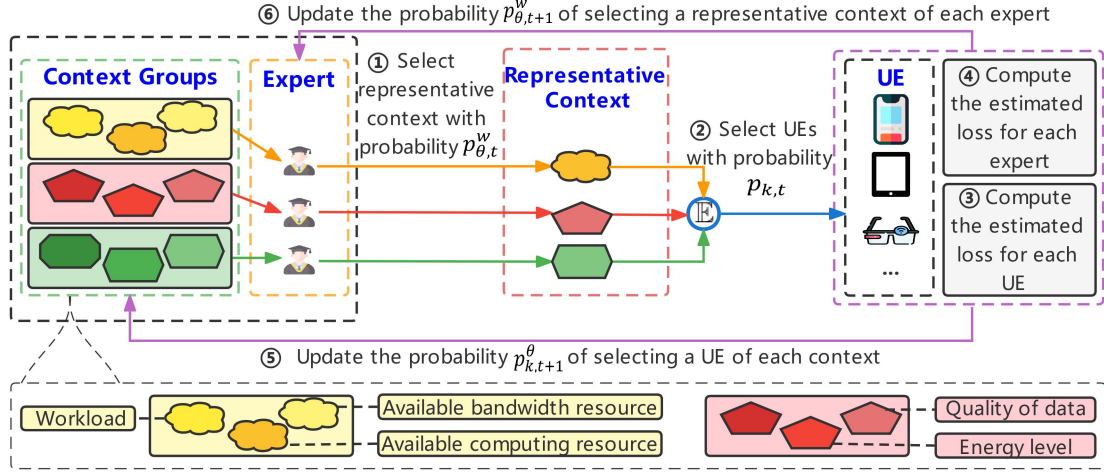 ⑥ Update the probability p^w_{θ,t+1} of selecting a representative context of each expert
Context Groups
Expert
① Select
representative
context with
probability p^w_{θ,t}
Representative
Context
② Select UEs
with probability
p_{k,t}
𝔼
UE
...
④ Compute
the estimated
loss for each
expert
③ Compute
the estimated
loss for each
UE
⑤ Update the probability p^θ_{k,t+1} of selecting a UE of each context
Workload
Available bandwidth resource
Available computing resource
Quality of data
Energy level